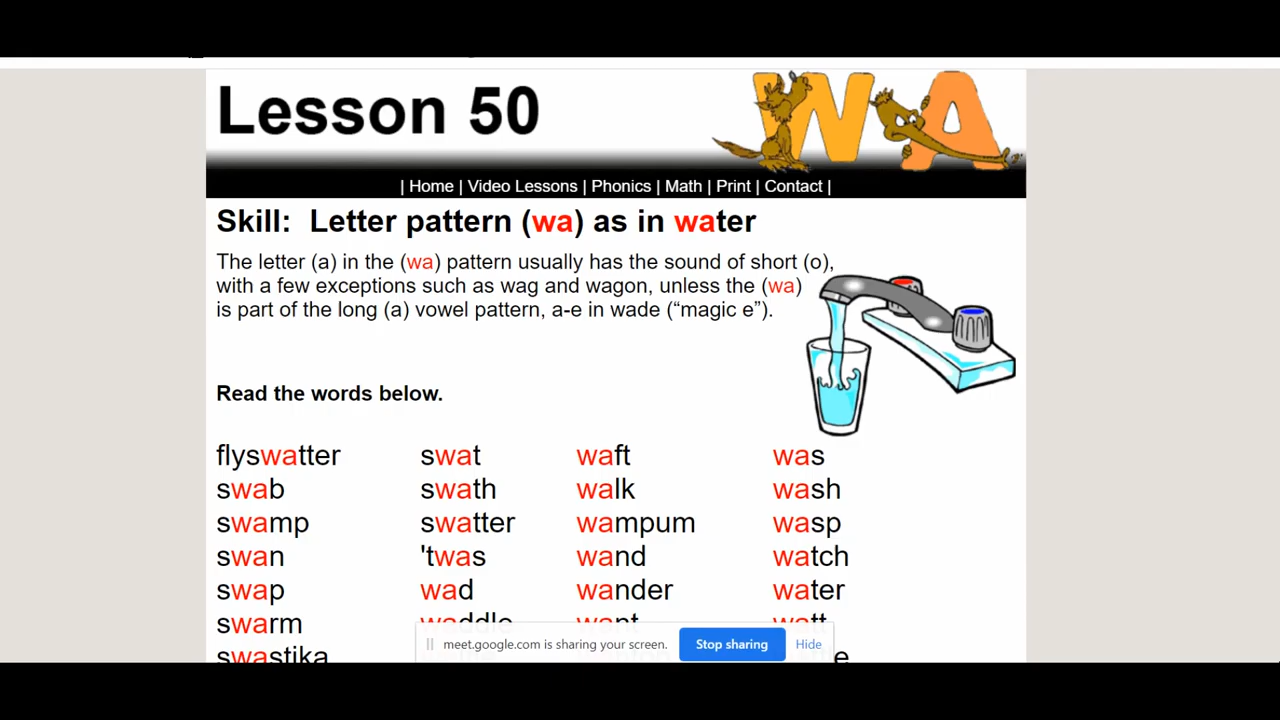 Lesson 50
WA
| Home | Video Lessons | Phonics | Math | Print | Contact |
Skill: Letter pattern (wa) as in water
The letter (a) in the (wa) pattern usually has the sound of short (o),
with a few exceptions such as wag and wagon, unless the (wa)
is part of the long (a) vowel pattern, a-e in wade (“magic e”).
Read the words below.
flyswatter swat waft was
swab swath walk wash
swamp swatter wampum wasp
swan 'twas wand watch
swap wad wander water
swarm waddle want watt
swastika
meet.google.com is sharing your screen. Stop sharing Hide